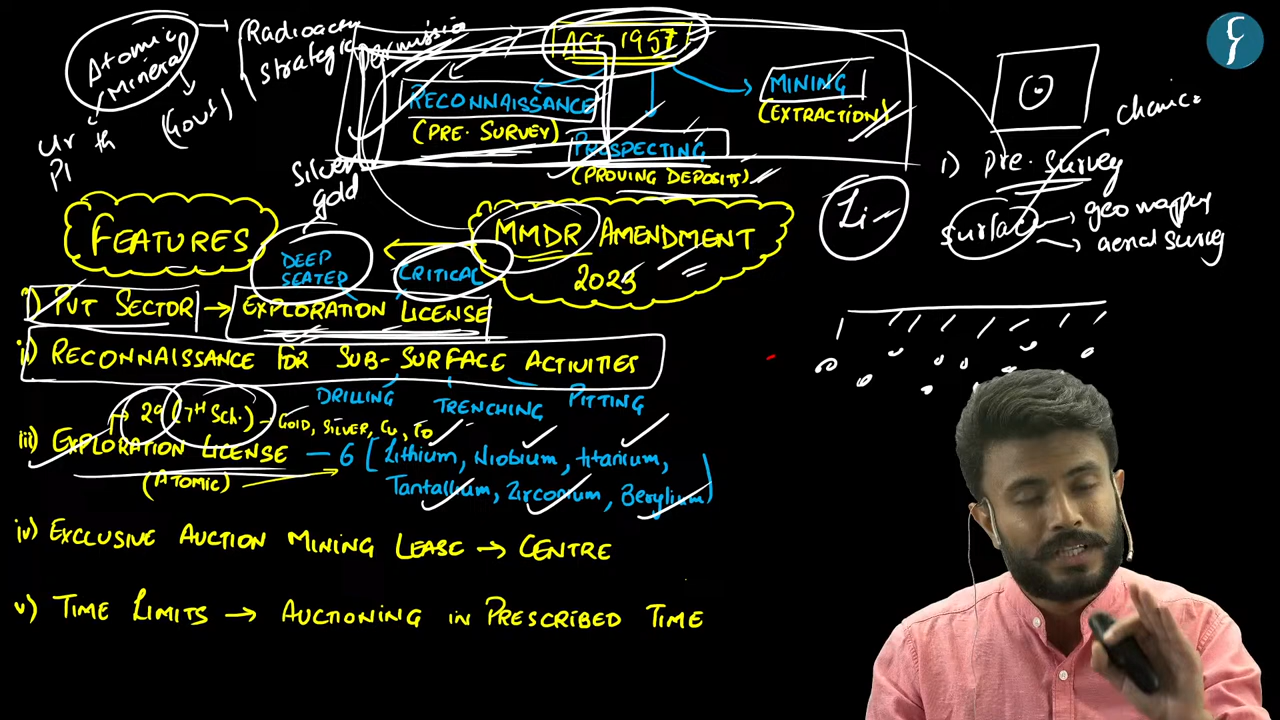 Atomic Mineral
Radioactive
Strategic
Permission
(Govt)
Ur th
Pl
ACT 1957
RECONNAISSANCE
(PRE-SURVEY)
PROSPECTING
(PROVING DEPOSITS)
MINING
(EXTRACTION)
chance
i) Pre-Survey
Surface
geo mapping
aerial survey
Li
Silver
gold
FEATURES
DEEP SEATED
CRITICAL
MMDR AMENDMENT
2023
i) PVT SECTOR → EXPLORATION LICENSE
ii) RECONNAISSANCE FOR SUB-SURFACE ACTIVITIES
DRILLING TRENCHING PITTING
→ 29 (7TH Sch.) - GOLD, SILVER, Cu, Co
iii) EXPLORATION LICENSE - 6 [Lithium, Niobium, titanium,
(ATOMIC)
Tantallium, Zirconium, Berylium]
iv) EXCLUSIVE AUCTION MINING LEASE → CENTRE
v) TIME LIMITS → AUCTIONING IN PRESCRIBED TIME